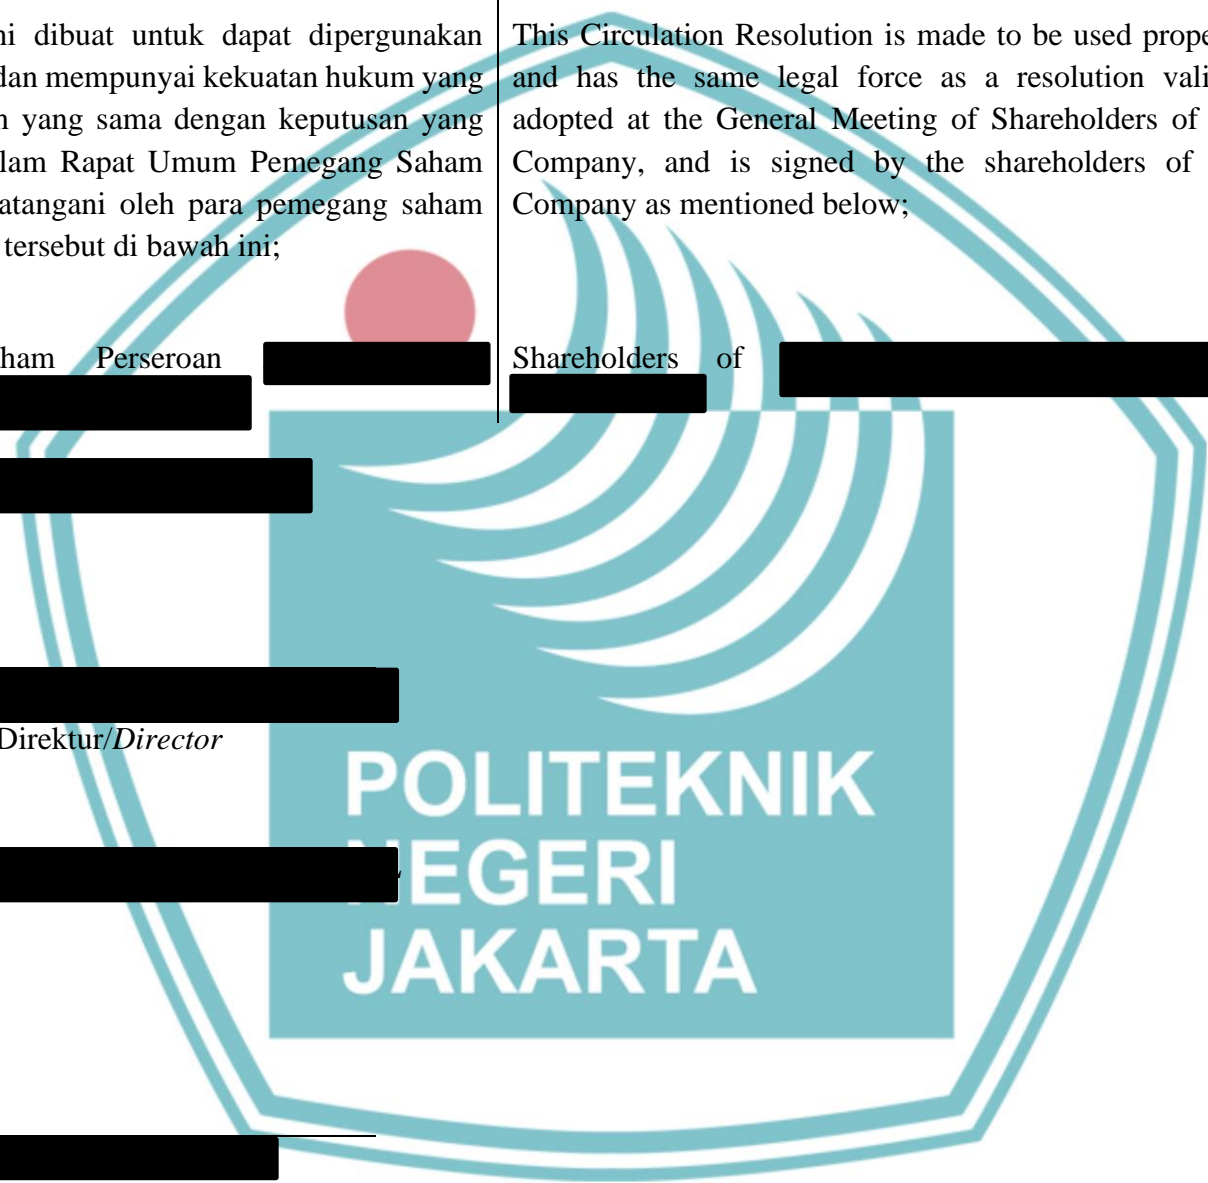 ni dibuat untuk dapat dipergunakan
dan mempunyai kekuatan hukum yang
yang sama dengan keputusan yang
lam Rapat Umum Pemegang Saham
atangani oleh para pemegang saham
tersebut di bawah ini;
ham Perseroan
This Circulation Resolution is made to be used prope
and has the same legal force as a resolution vali
adopted at the General Meeting of Shareholders of
Company, and is signed by the shareholders of
Company as mentioned below;
Shareholders of
Direktur/Director
POLITEKNIK
NEGERI
JAKARTA